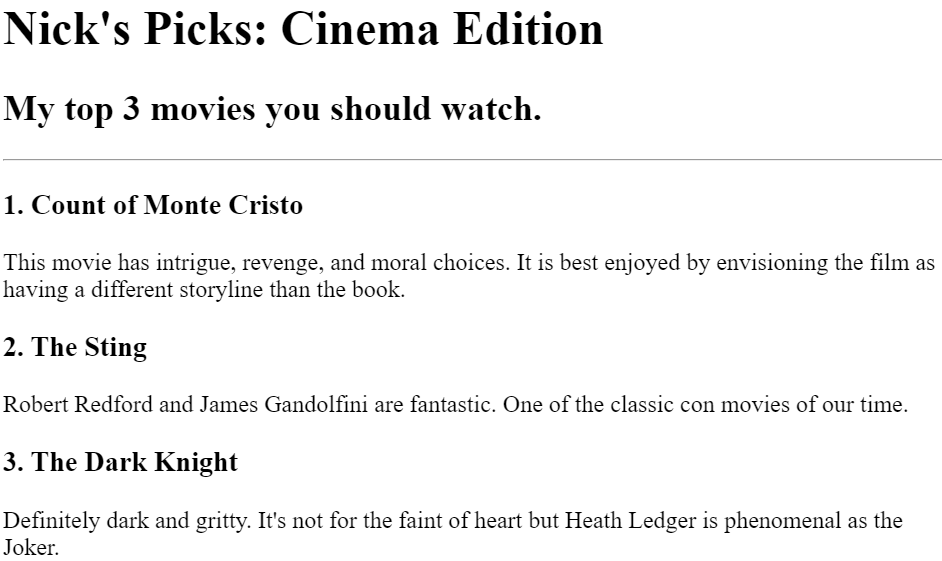 Nick's Picks: Cinema Edition
My top 3 movies you should watch.
1. Count of Monte Cristo
This movie has intrigue, revenge, and moral choices. It is best enjoyed by envisioning the film as
having a different storyline than the book.
2. The Sting
Robert Redford and James Gandolfini are fantastic. One of the classic con movies of our time.
3. The Dark Knight
Definitely dark and gritty. It's not for the faint of heart but Heath Ledger is phenomenal as the
Joker.